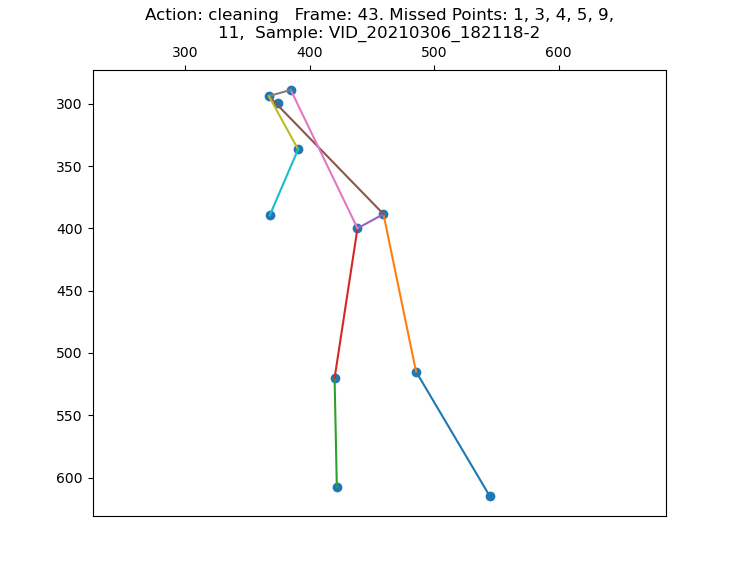 Action: cleaning   Frame: 43. Missed Points: 1, 3, 4, 5, 9,
11,  Sample: VID_20210306_182118-2
300 400 500 600
300
350
400
450
500
550
600